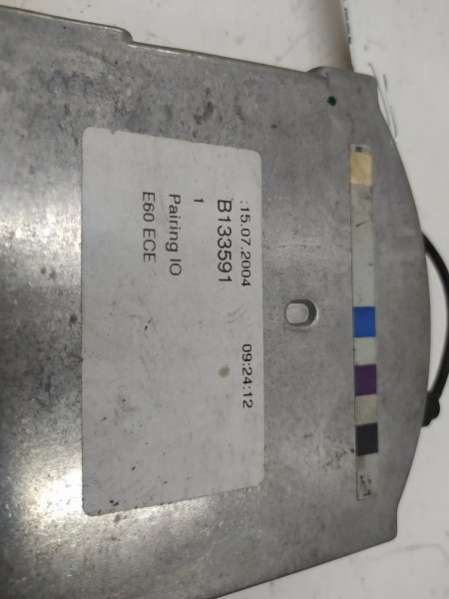 :15.07.2004 09:24:12
B133591
1
Pairing IO
E60 ECE